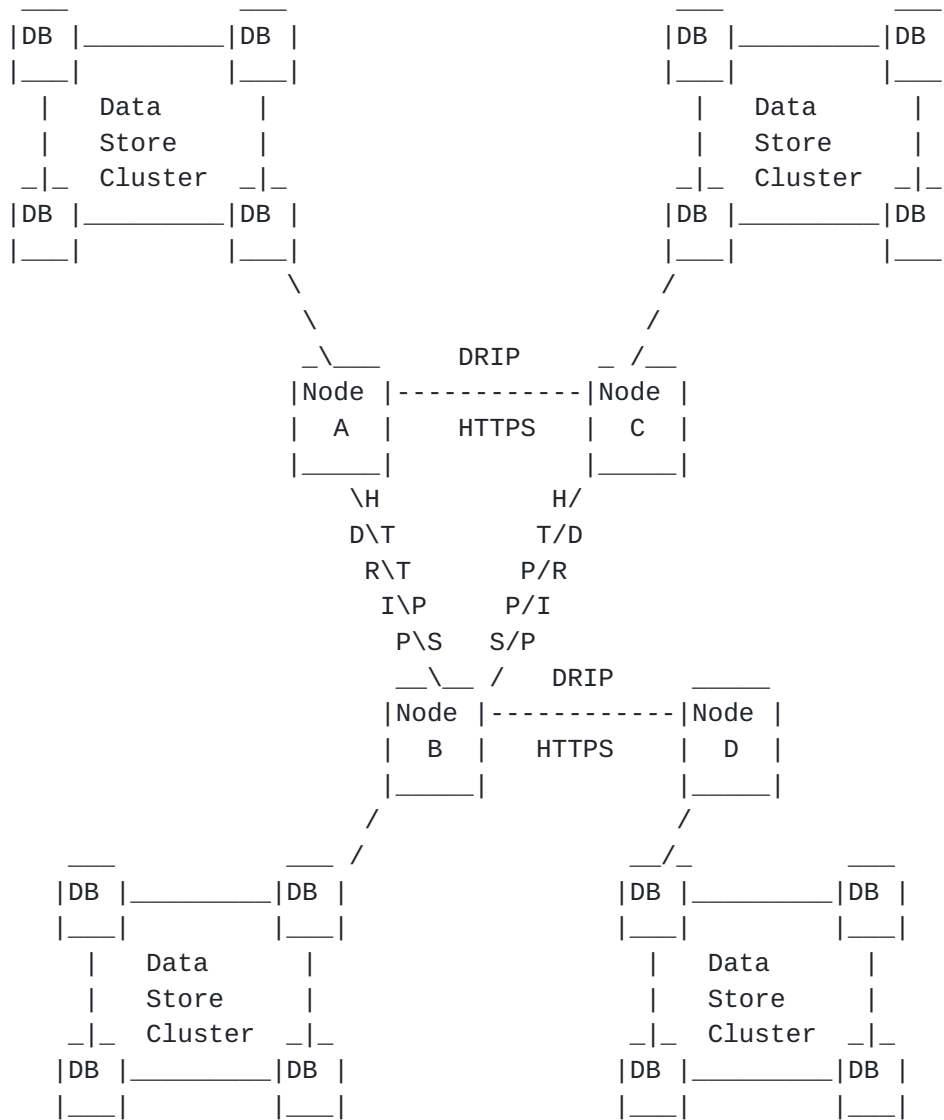 DB DB DB DB
Data Data
Store Store
Cluster Cluster
DB DB DB DB
DRIP
Node Node
A HTTPS C
H H
D T T D
R T P R
I P P I
P S S P
DRIP
Node Node
B HTTPS D
DB DB DB DB
Data Data
Store Store
Cluster Cluster
DB DB DB DB